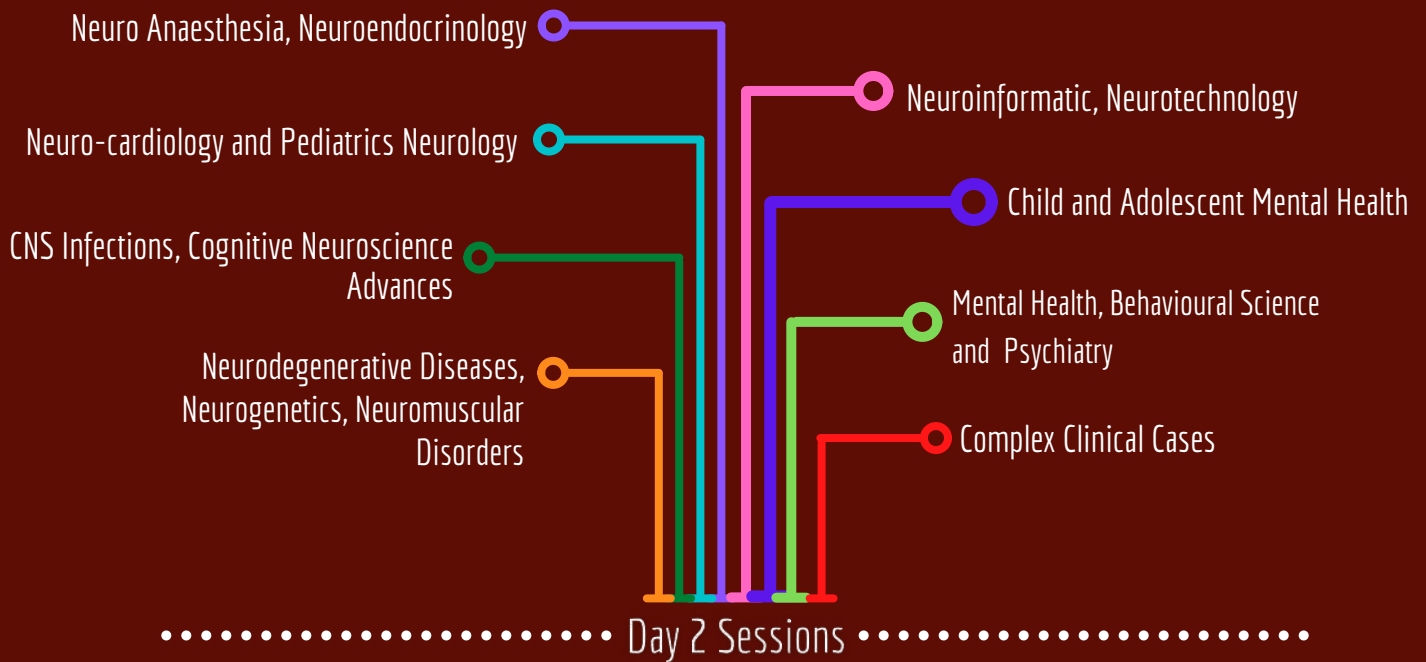 Neuro Anaesthesia, Neuroendocrinology
Neuro-cardiology and Pediatrics Neurology
CNS Infections, Cognitive Neuroscience
Advances
Neurodegenerative Diseases,
Neurogenetics, Neuromuscular
Disorders
Neuroinformatic, Neurotechnology
Child and Adolescent Mental Health
Mental Health, Behavioural Science
and Psychiatry
Complex Clinical Cases
Day 2 Sessions